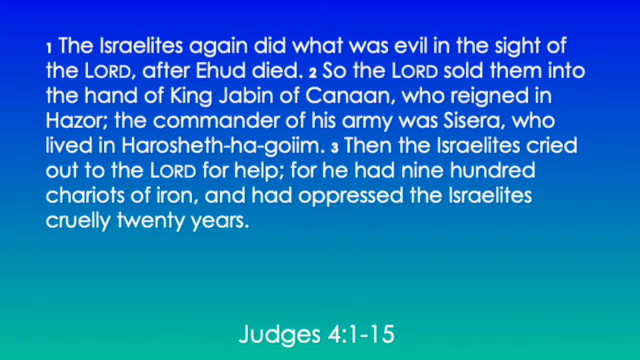 1 The Israelites again did what was evil in the sight of
the LORD, after Ehud died. 2 So the LORD sold them into
the hand of King Jabin of Canaan, who reigned in
Hazor; the commander of his army was Sisera, who
lived in Harosheth-ha-goiim. 3 Then the Israelites cried
out to the LORD for help; for he had nine hundred
chariots of iron, and had oppressed the Israelites
cruelly twenty years.
Judges 4:1-15